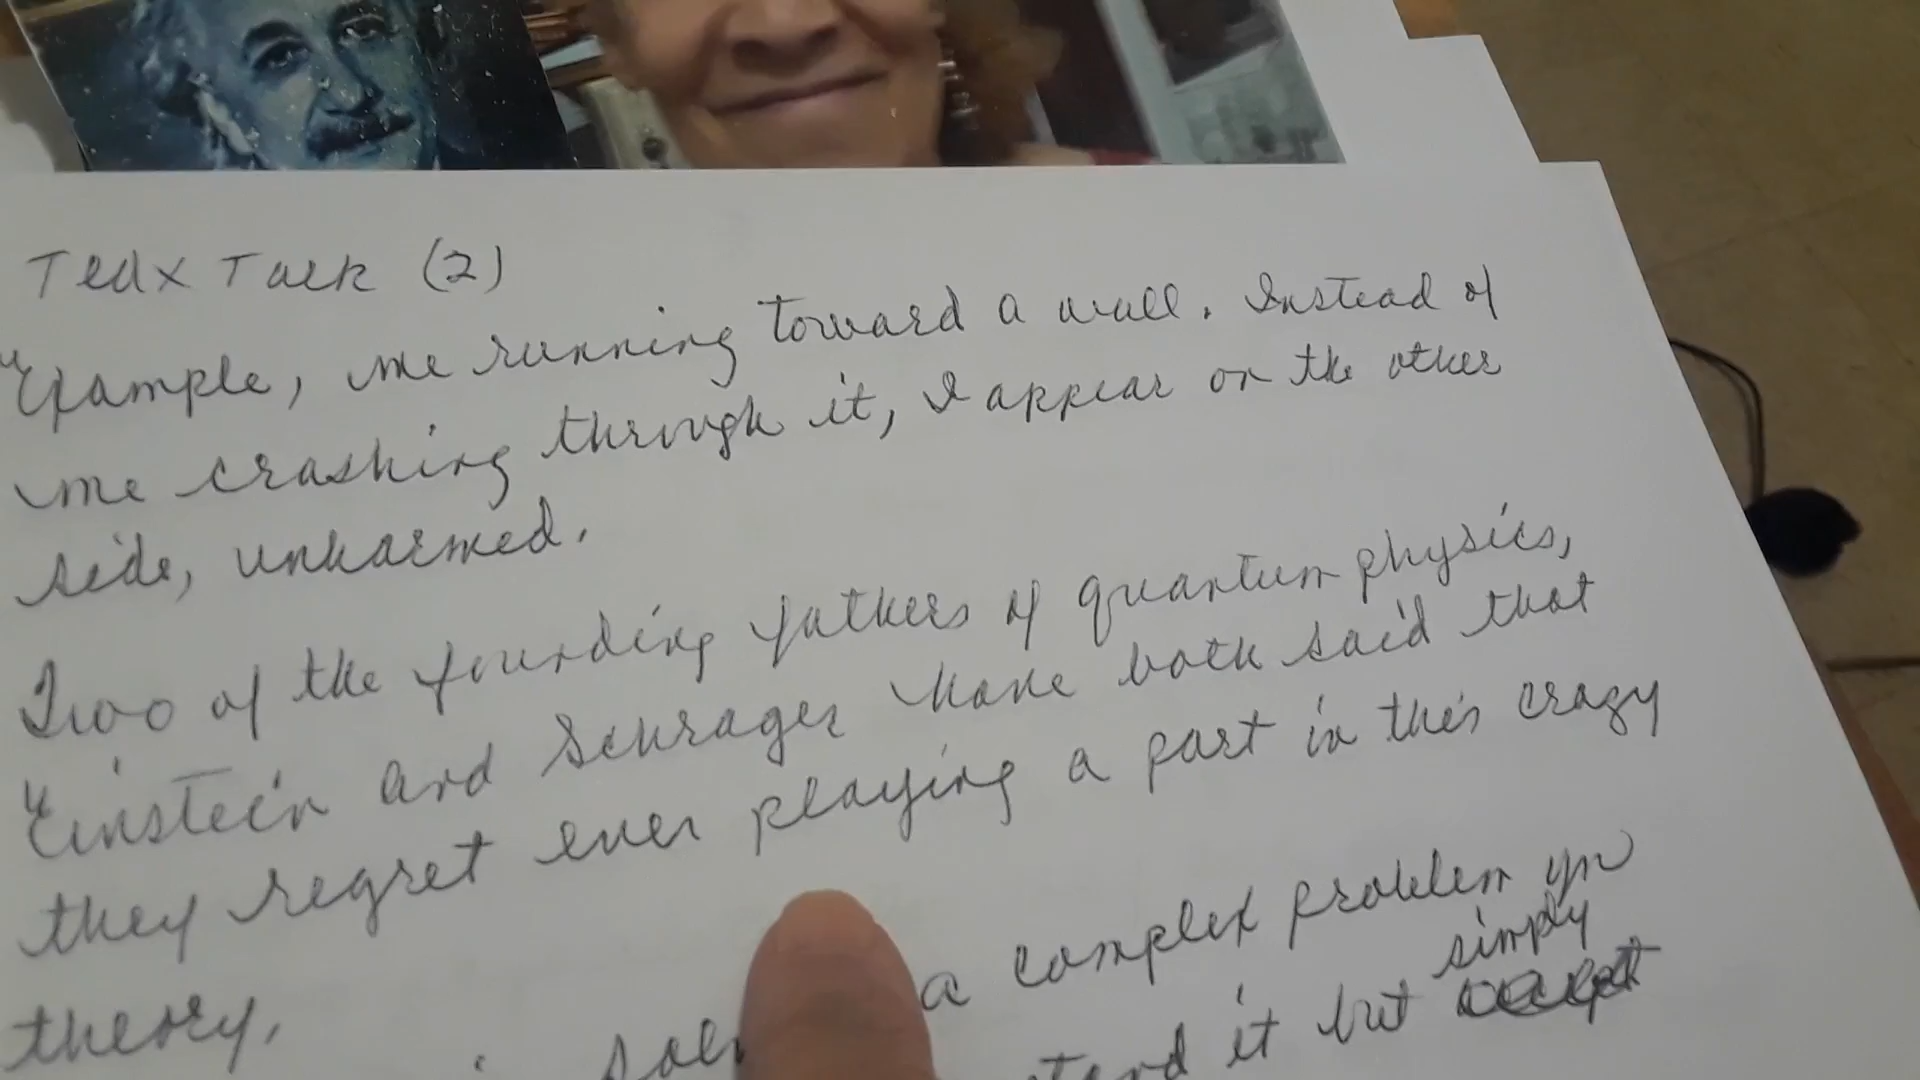 Tedx Talk (2)
Example, me running toward a wall. Instead of
me crashing through it, I appear on the other
side, unharmed.
Two of the founding fathers of quantum physics,
Einstein and Schrager have both said that
they regret ever playing a part in this crazy
theory.
a complex problem yn
simply
it but